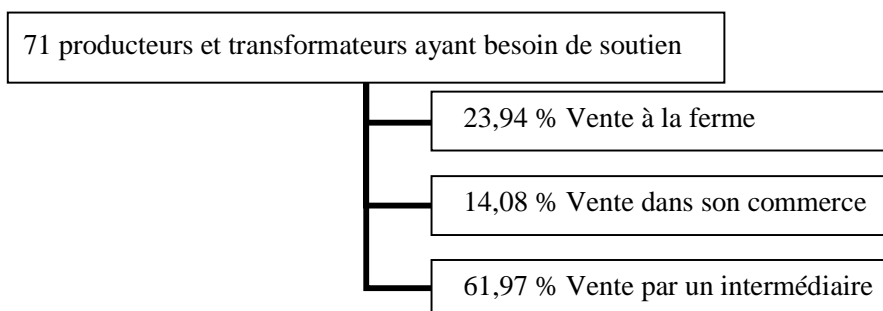 71 producteurs et transformateurs ayant besoin de soutien
23,94 % Vente à la ferme
14,08 % Vente dans son commerce
61,97 % Vente par un intermédiaire